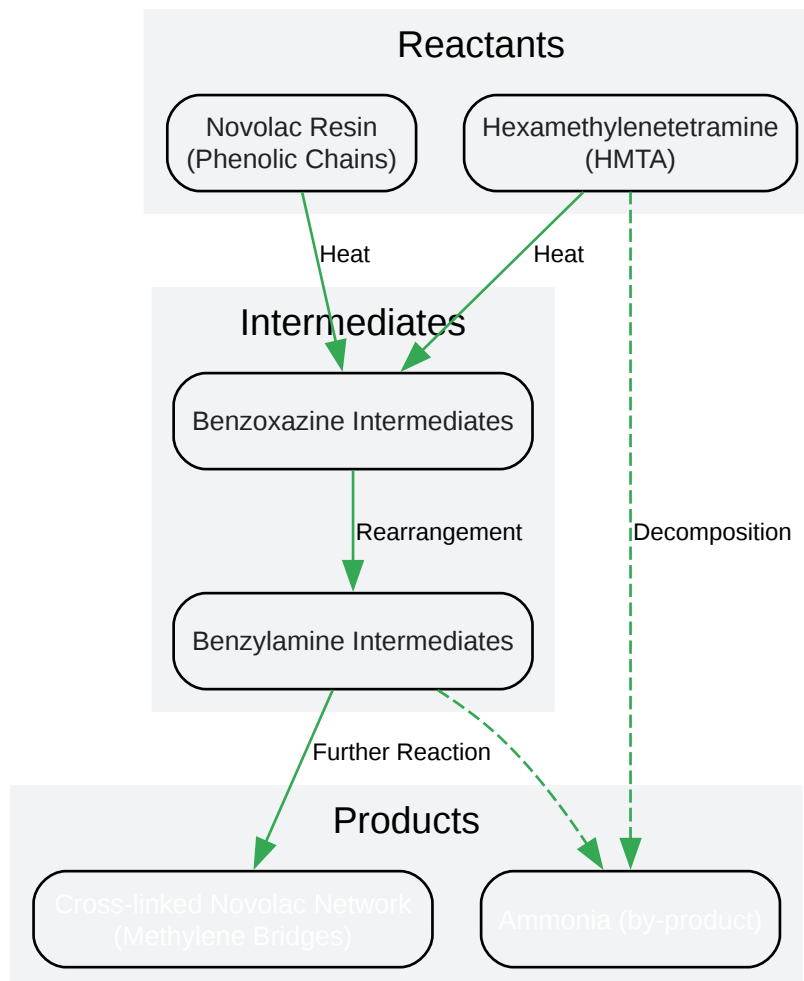 Reactants
Novolac Resin
(Phenolic Chains)
Hexamethylenetetramine
(HMTA)
Heat
Heat
Intermediates
Benzoxazine Intermediates
Rearrangement
Decomposition
Benzylamine Intermediates
Further Reaction
Products
Cross-linked Novolac Network
(Methylene Bridges)
Ammonia (by-product)